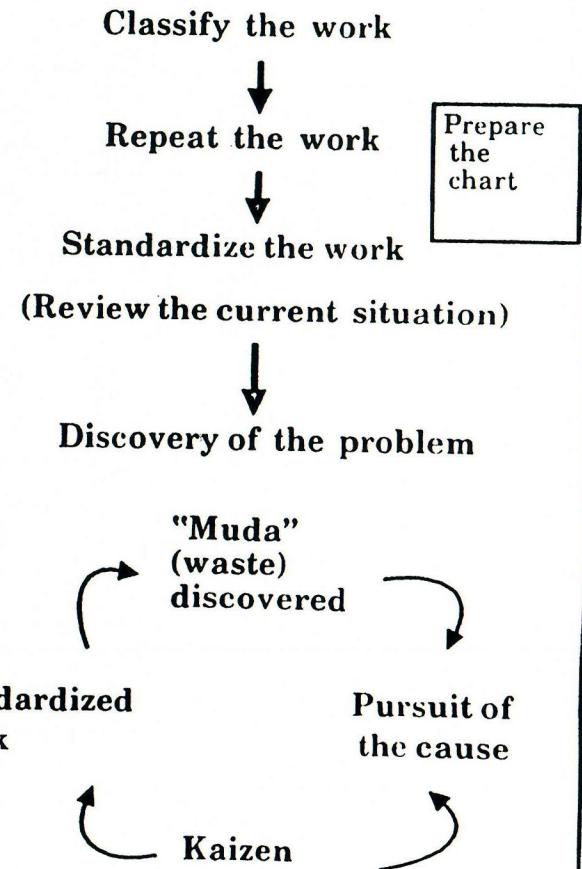 Classify the work
Repeat the work
Prepare
the
chart
Standardize the work
(Review the current situation)
Discovery of the problem
"Muda"
(waste)
discovered
dardized
k
Pursuit of
the cause
Kaizen